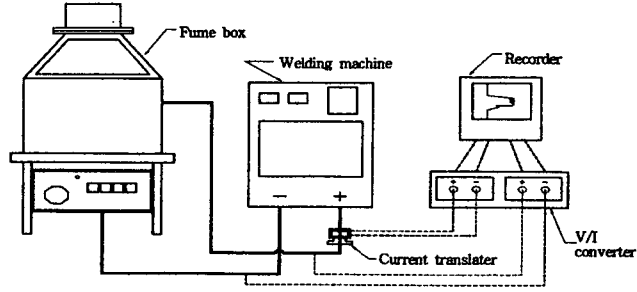 Fume box
Welding machine
Recorder
− +
+ − + −
Current translater
V/I
converter